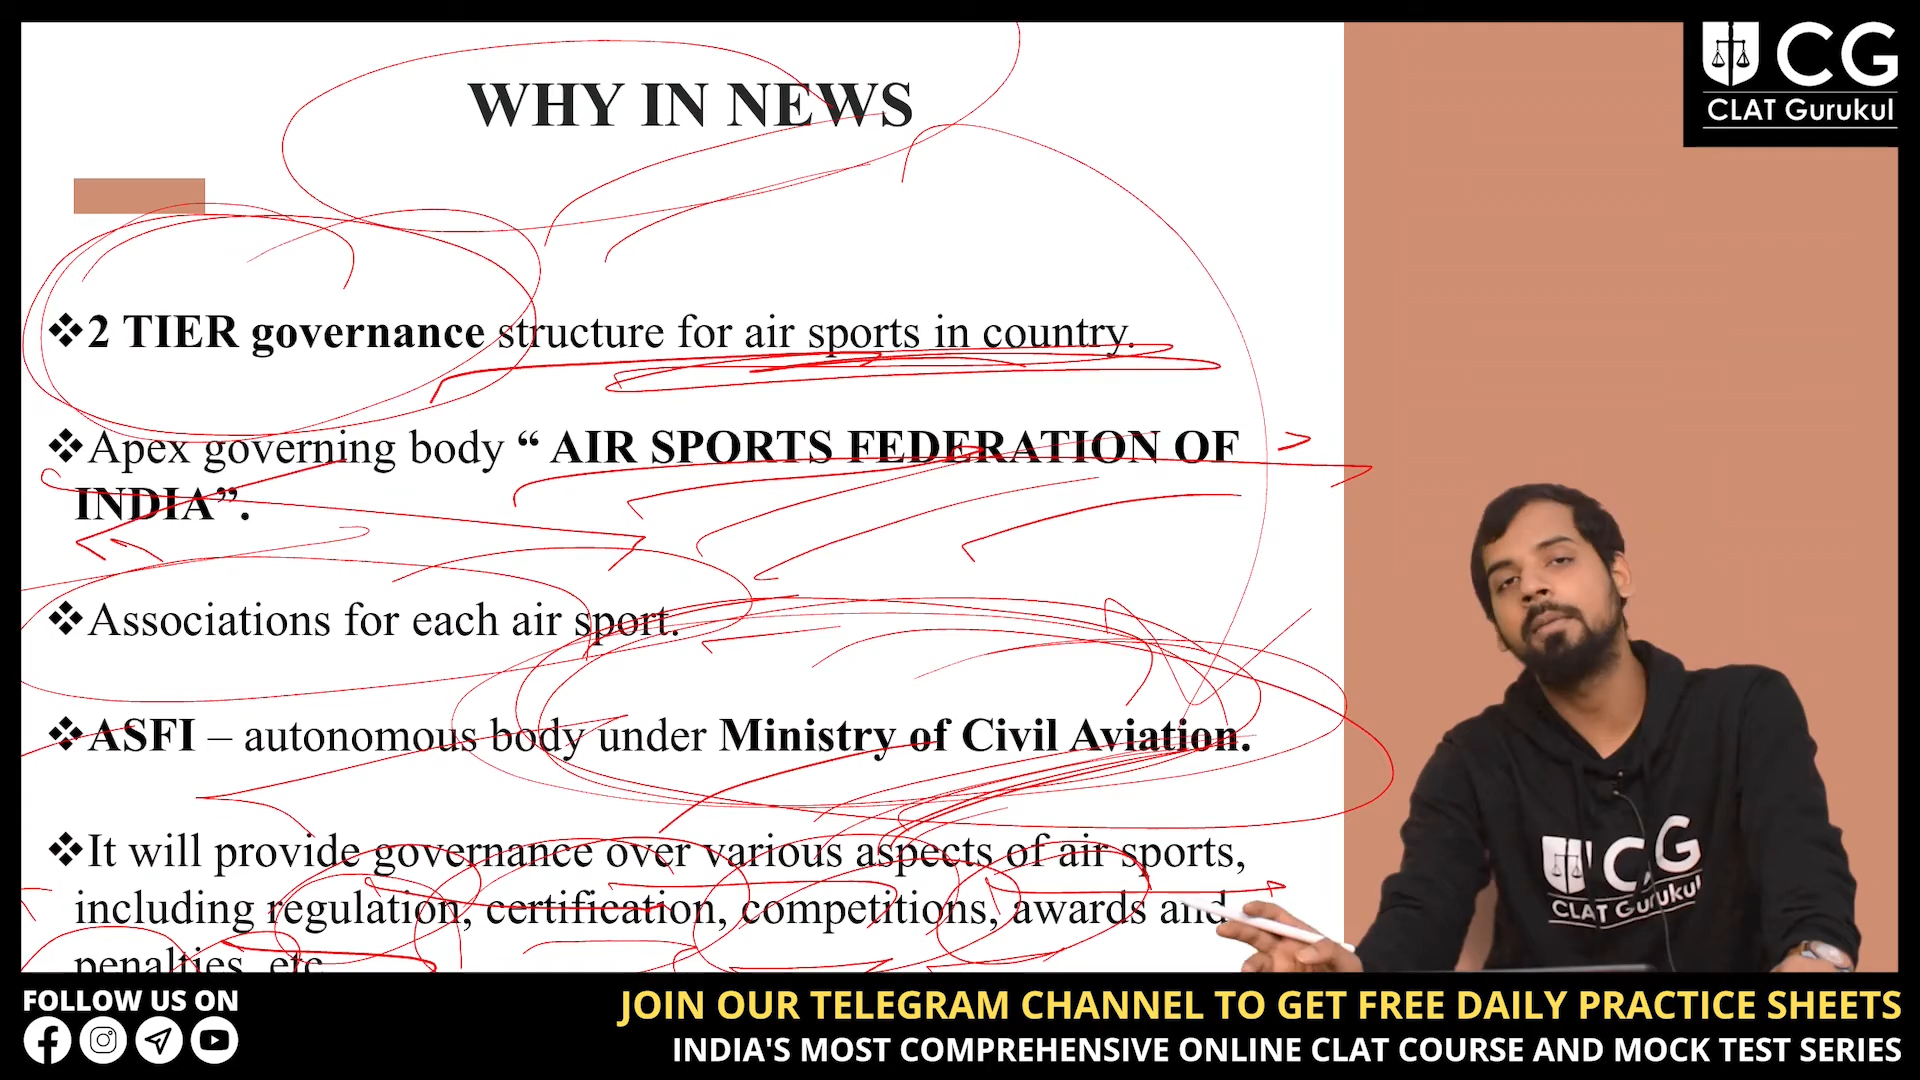 WHY IN NEWS
CG
CLAT Gurukul
❖2 TIER governance structure for air sports in country.
❖Apex governing body “ AIR SPORTS FEDERATION OF
INDIA”.
❖Associations for each air sport.
❖ASFI – autonomous body under Ministry of Civil Aviation.
❖It will provide governance over various aspects of air sports,
including regulation, certification, competitions, awards and
penalties, etc
CG
CLAT Gurukul
FOLLOW US ON
JOIN OUR TELEGRAM CHANNEL TO GET FREE DAILY PRACTICE SHEETS
INDIA'S MOST COMPREHENSIVE ONLINE CLAT COURSE AND MOCK TEST SERIES